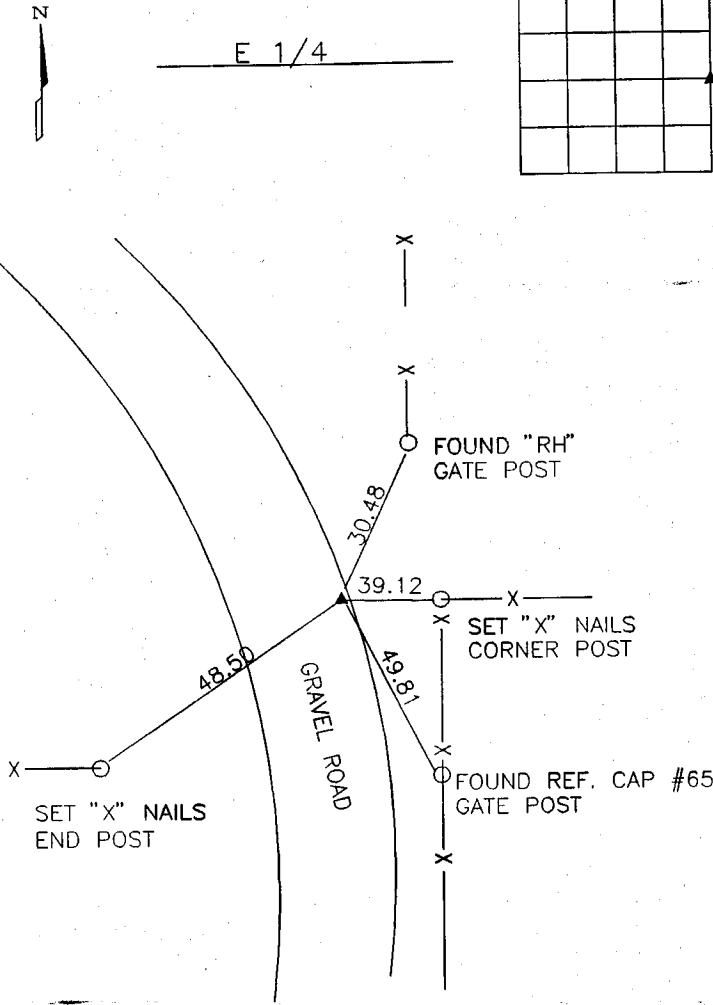 N
E 1/4
X
X
FOUND "RH"
GATE POST
30.48
39.12
X
SET "X" NAILS
CORNER POST
X
48.50
49.81
GRAVEL ROAD
X
X
FOUND REF. CAP #65
GATE POST
SET "X" NAILS
END POST
X